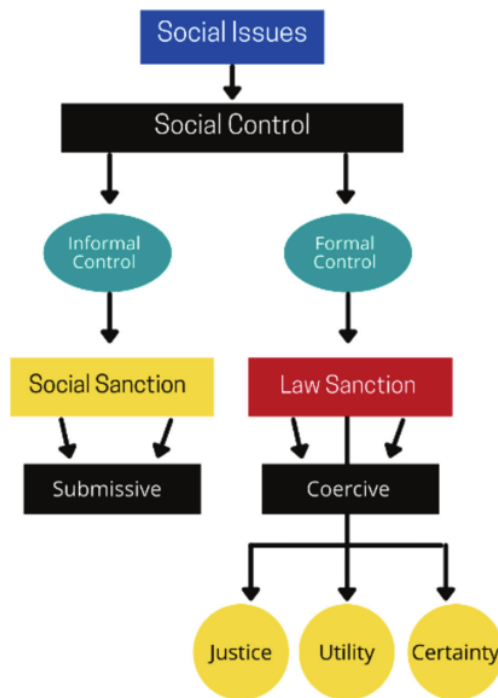 Social Issues
Social Control
Informal
Control
Formal
Control
Social Sanction
Law Sanction
Submissive
Coercive
Justice
Utility
Certainty